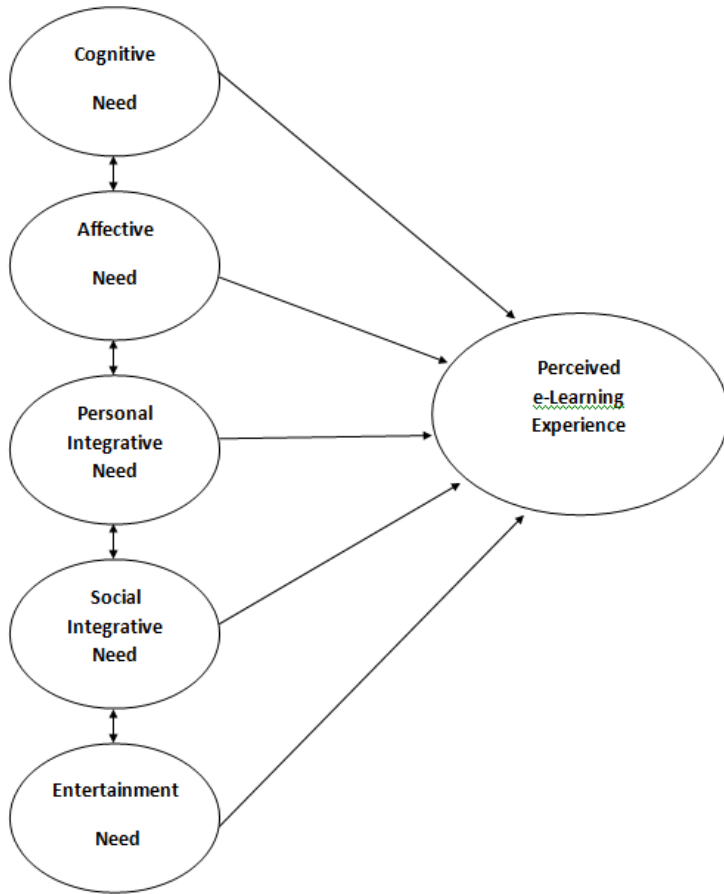 Cognitive
Need
Affective
Need
Personal
Integrative
Need
Social
Integrative
Need
Entertainment
Need
Perceived
e-Learning
Experience